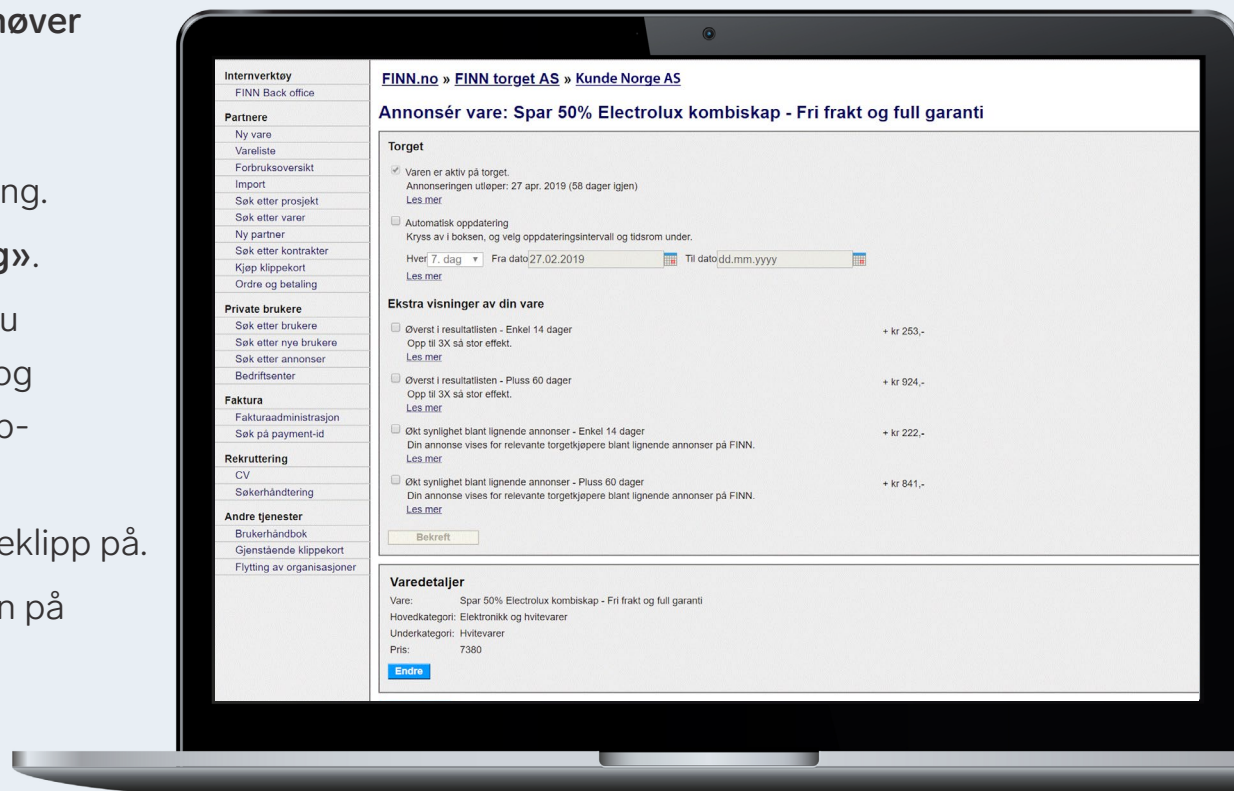 høver
ng.
g».
u
og
p-
eklipp på.
n på
Internverktøy
FINN Back office
Partnere
Ny vare
Vareliste
Forbruksoversikt
Import
Søk etter prosjekt
Søk etter varer
Ny partner
Søk etter kontrakter
Kjøp klippekort
Ordre og betaling
Private brukere
Søk etter brukere
Søk etter nye brukere
Søk etter annonser
Bedriftsenter
Faktura
Fakturaadministrasjon
Søk på payment-id
Rekruttering
CV
Søkerhåndtering
Andre tjenester
Brukerhåndbok
Gjenstående klippekort
Flytting av organisasjoner
FINN.no » FINN torget AS » Kunde Norge AS
Annonsér vare: Spar 50% Electrolux kombiskap - Fri frakt og full garanti
Torget
Varen er aktiv på torget.
Annonseringen utløper: 27 apr. 2019 (58 dager igjen)
Les mer
Automatisk oppdatering
Kryss av i boksen, og velg oppdateringsintervall og tidsrom under.
Hver 7. dag Fra dato 27.02.2019 Til dato dd.mm.yyyy
Les mer
Ekstra visninger av din vare
Øverst i resultatlisten - Enkel 14 dager + kr 253,-
Opp til 3X så stor effekt.
Les mer
Øverst i resultatlisten - Pluss 60 dager + kr 924,-
Opp til 3X så stor effekt.
Les mer
Økt synlighet blant lignende annonser - Enkel 14 dager + kr 222,-
Din annonse vises for relevante torgetkjøpere blant lignende annonser på FINN.
Les mer
Økt synlighet blant lignende annonser - Pluss 60 dager + kr 841,-
Din annonse vises for relevante torgetkjøpere blant lignende annonser på FINN.
Les mer
Bekreft
Varedetaljer
Vare: Spar 50% Electrolux kombiskap - Fri frakt og full garanti
Hovedkategori: Elektronikk og hvitevarer
Underkategori: Hvitevarer
Pris: 7380
Endre